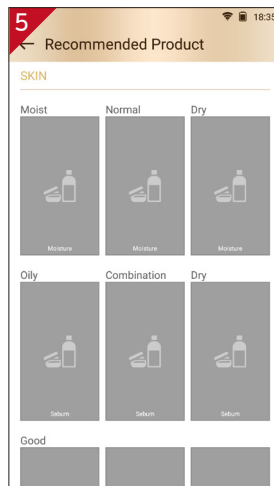 5
18:35
← Recommended Product
SKIN
Moist Normal Dry
Moisture Moisture Moisture
Oily Combination Dry
Sebum Sebum Sebum
Good